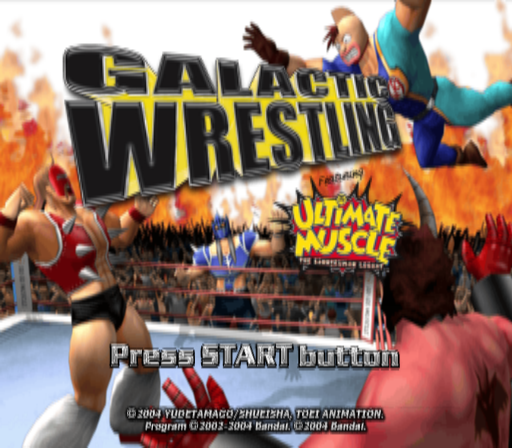 GALACTIC
WRESTLING
FEATURING
ULTIMATE
MUSCLE
THE KINNIKUMAN LEGACY
Press START button
© 2004 YUDETAMAGO/SHUEISHA, TOEI ANIMATION.
Program © 2002-2004 Bandai. © 2004 Bandai.